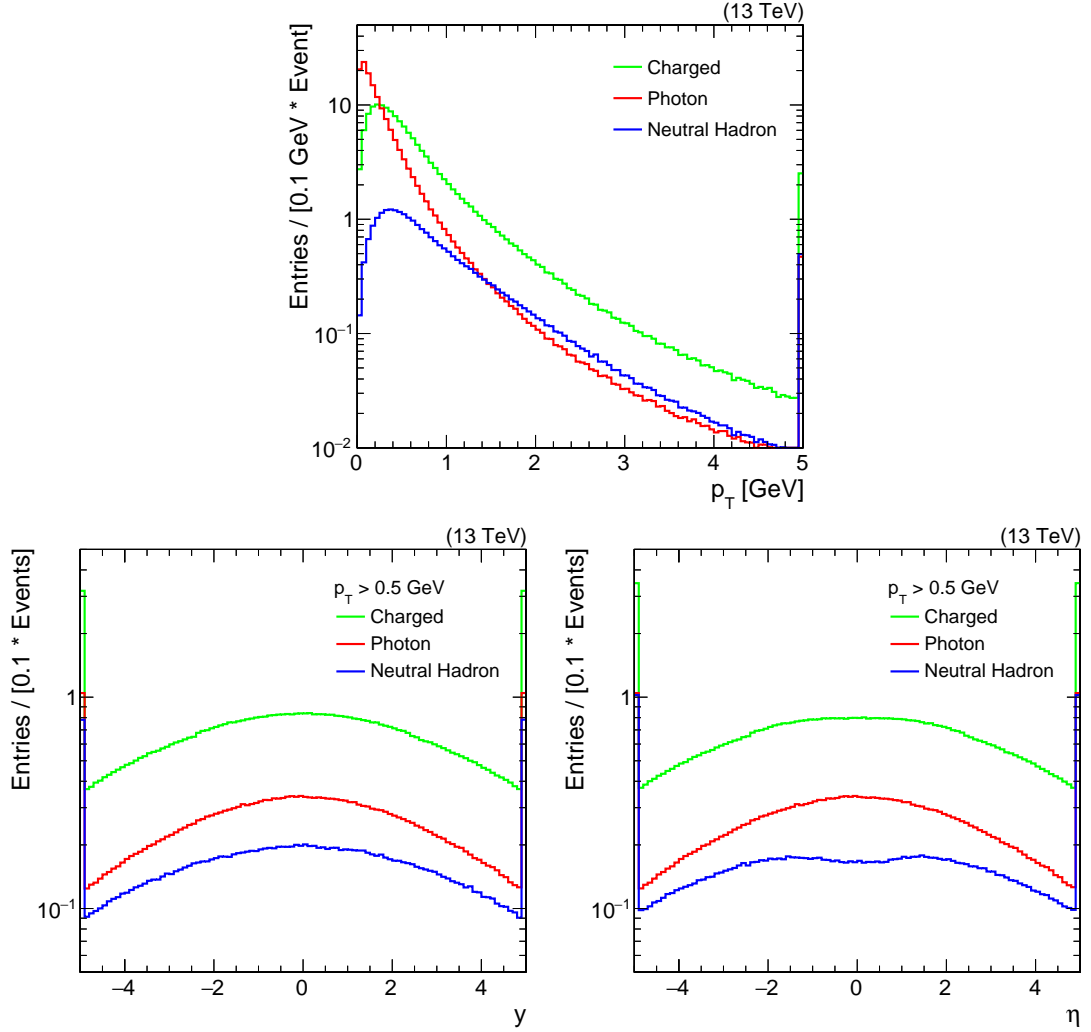 (13 TeV)
Entries / [0.1 GeV * Event]
Charged
Photon
Neutral Hadron
10
1
10⁻¹
10⁻²
0 1 2 3 4 5
p_T [GeV]
(13 TeV)
Entries / [0.1 * Events]
p_T > 0.5 GeV
Charged
Photon
Neutral Hadron
1
10⁻¹
−4 −2 0 2 4
y
(13 TeV)
Entries / [0.1 * Events]
p_T > 0.5 GeV
Charged
Photon
Neutral Hadron
1
10⁻¹
−4 −2 0 2 4
η